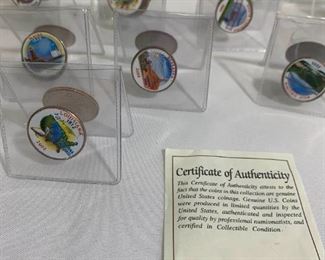 LOUISIANA
Certificate of Authenticity
This Certificate of Authenticity attests to the
fact that the coins in this collection are genuine
United States coinage. Genuine U.S. Coins
were produced in limited quantities by the
United States, authenticated and inspected
for quality by professional numismatists, and
certified in Collectible Condition.